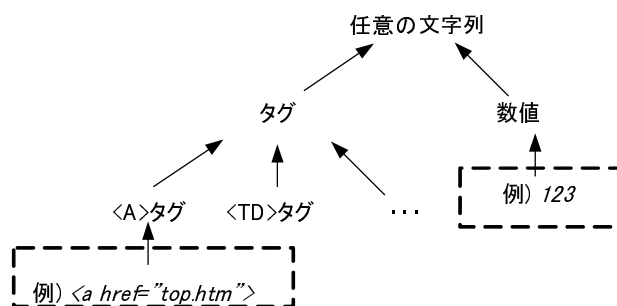 任意の文字列
タグ
数値
例) 123
<A>タグ
<TD>タグ
・・・
例) <a href="top.htm">